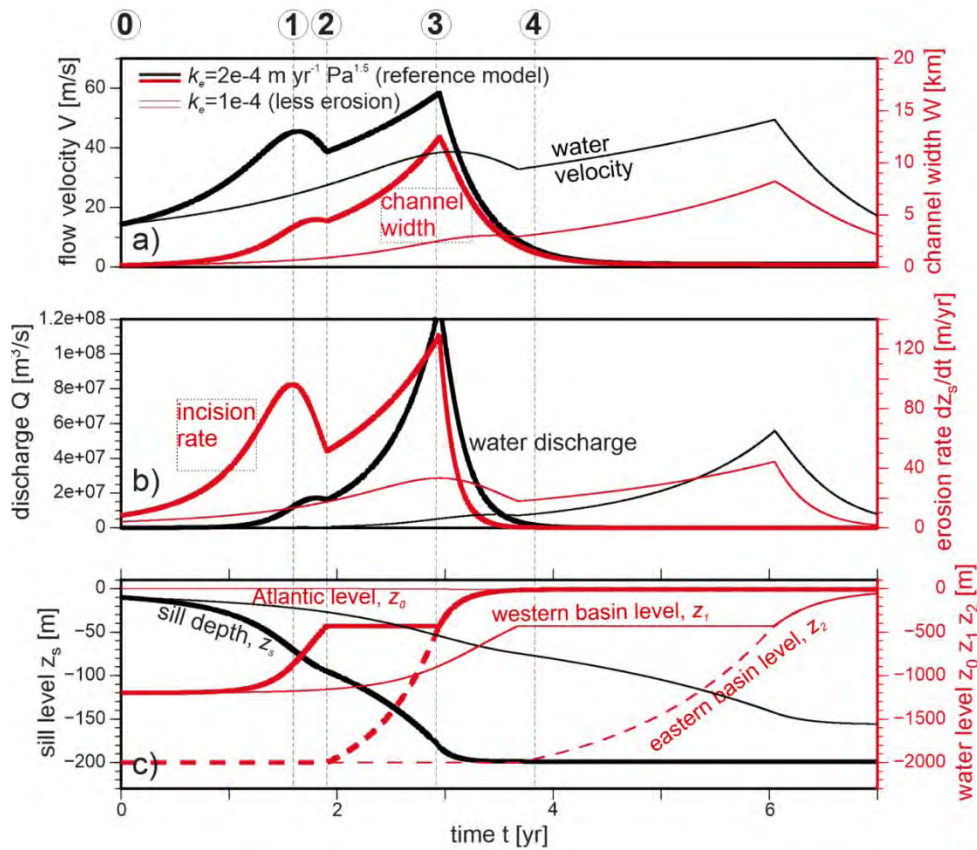 0 1 2 3 4
flow velocity V [m/s]
60
40
20
0
kₑ=2e-4 m yr⁻¹ Pa¹·⁵ (reference model)
kₑ=1e-4 (less erosion)
water
velocity
channel
width
a)
20
15
10
5
0
channel width W [km]
discharge Q [m³/s]
1.2e+08
1e+08
8e+07
6e+07
4e+07
2e+07
0
incision
rate
water discharge
b)
120
80
40
0
erosion rate dzₛ/dt [m/yr]
sill level zₛ [m]
0
−50
−100
−150
−200
Atlantic level, z₀
sill depth, zₛ
western basin level, z₁
eastern basin level, z₂
c)
0
−500
−1000
−1500
−2000
water level z₀ z₁ z₂ [m]
0 2 4 6
time t [yr]